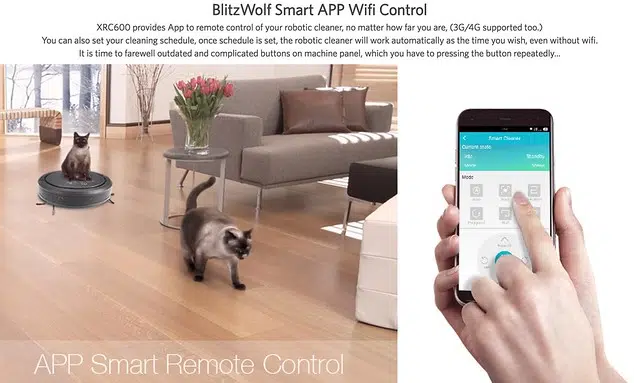 BlitzWolf Smart APP Wifi Control
XRC600 provides App to remote control of your robotic cleaner, no matter how far you are, (3G/4G supported too.)
You can also set your cleaning schedule, once schedule is set, the robotic cleaner will work automatically as the time you wish, even without wifi.
It is time to farewell outdated and complicated buttons on machine panel, which you have to pressing the button repeatedly...
Smart Cleaner
Current mode
Standby
Mode
APP Smart Remote Control